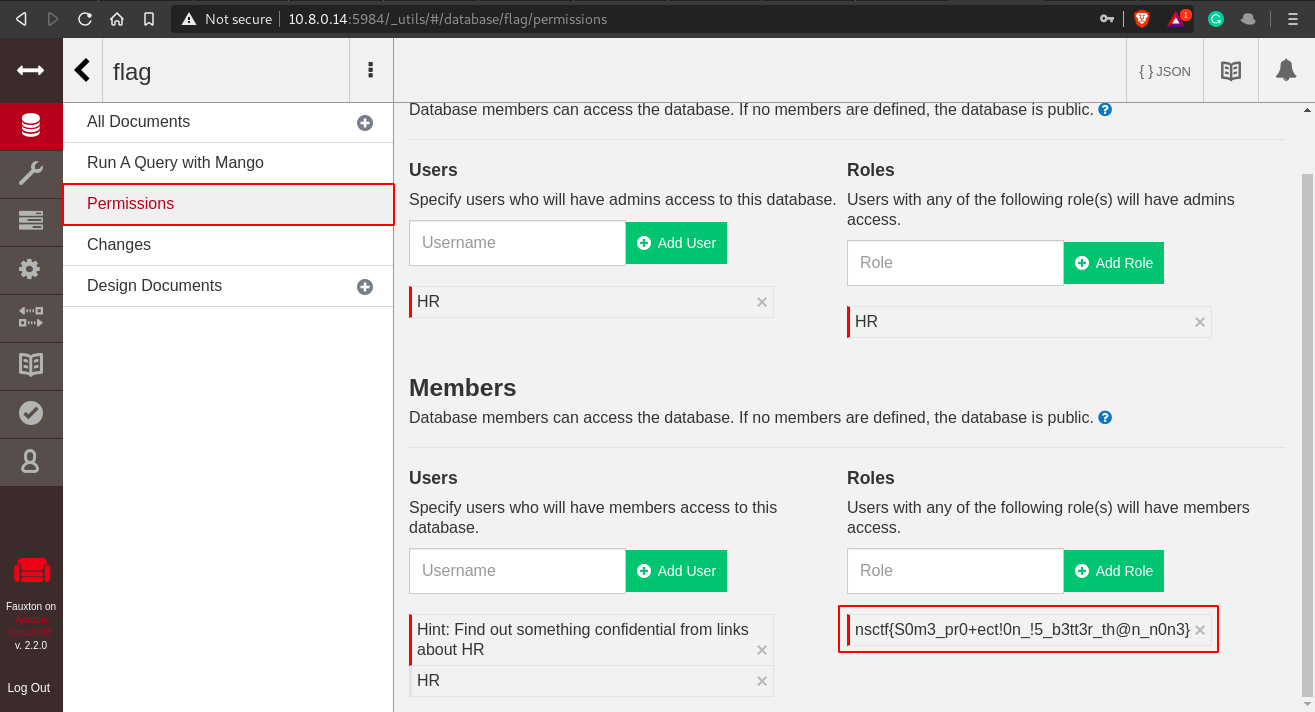 Not secure 10.8.0.14:5984/_utils/#/database/flag/permissions
1
flag
{ } JSON
All Documents
Run A Query with Mango
Permissions
Changes
Design Documents
Database members can access the database. If no members are defined, the database is public.
Users
Specify users who will have admins access to this database.
Username
Add User
HR
Roles
Users with any of the following role(s) will have admins
access.
Role
Add Role
HR
Members
Database members can access the database. If no members are defined, the database is public.
Users
Specify users who will have members access to this
database.
Username
Add User
Hint: Find out something confidential from links
about HR
HR
Roles
Users with any of the following role(s) will have members
access.
Role
Add Role
nsctf{S0m3_pr0+ect!0n_!5_b3tt3r_th@n_n0n3}
Fauxton on
Apache
CouchDB
v. 2.2.0
Log Out